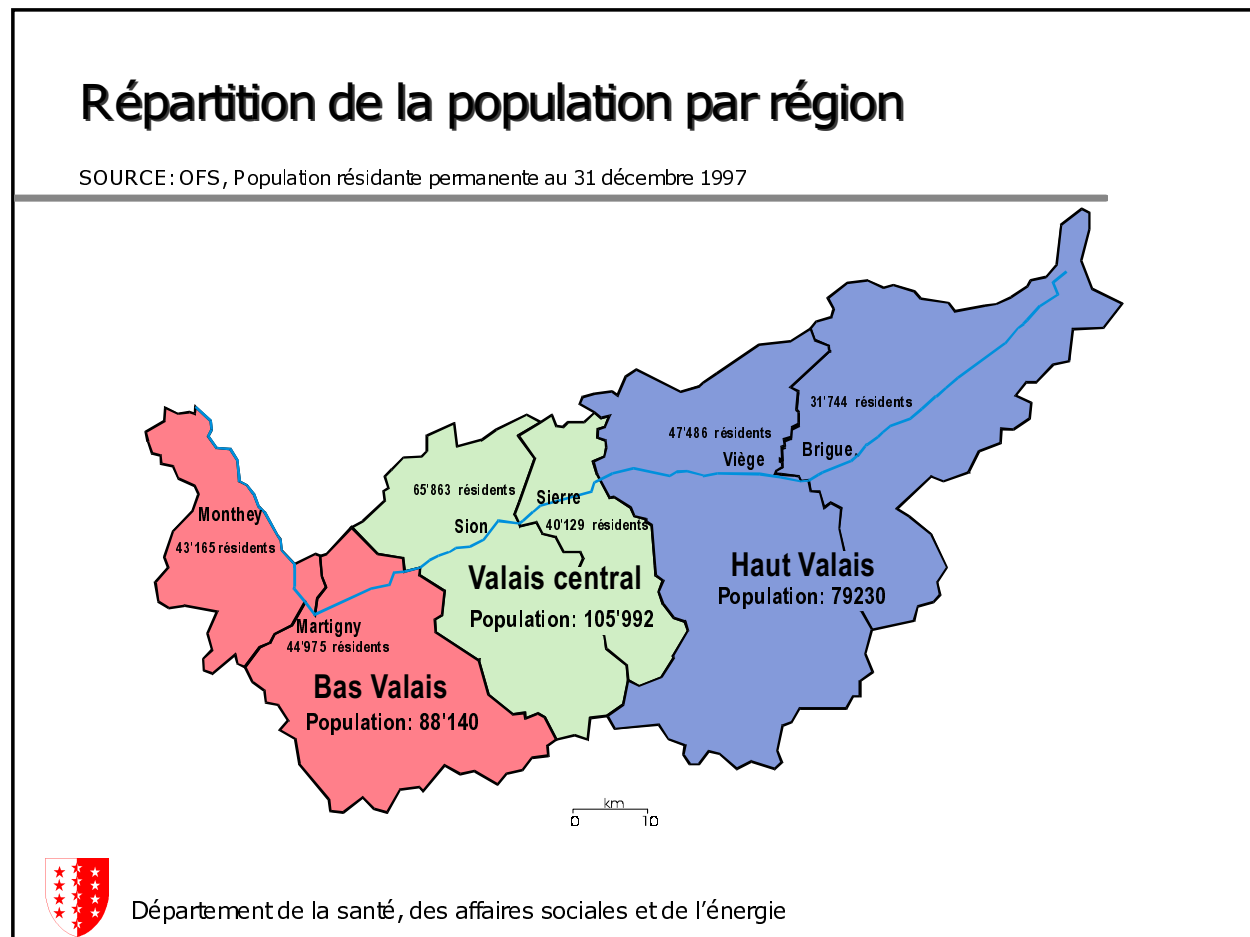 Répartition de la population par région
SOURCE: OFS, Population résidante permanente au 31 décembre 1997
31'744 résidents
Brigue
47'486 résidents
Viège
65'863 résidents
Sierre
40'129 résidents
Sion
Monthey
43'165 résidents
Haut Valais
Population: 79230
Valais central
Population: 105'992
Martigny
44'975 résidents
Bas Valais
Population: 88'140
km
0 10
Département de la santé, des affaires sociales et de l'énergie